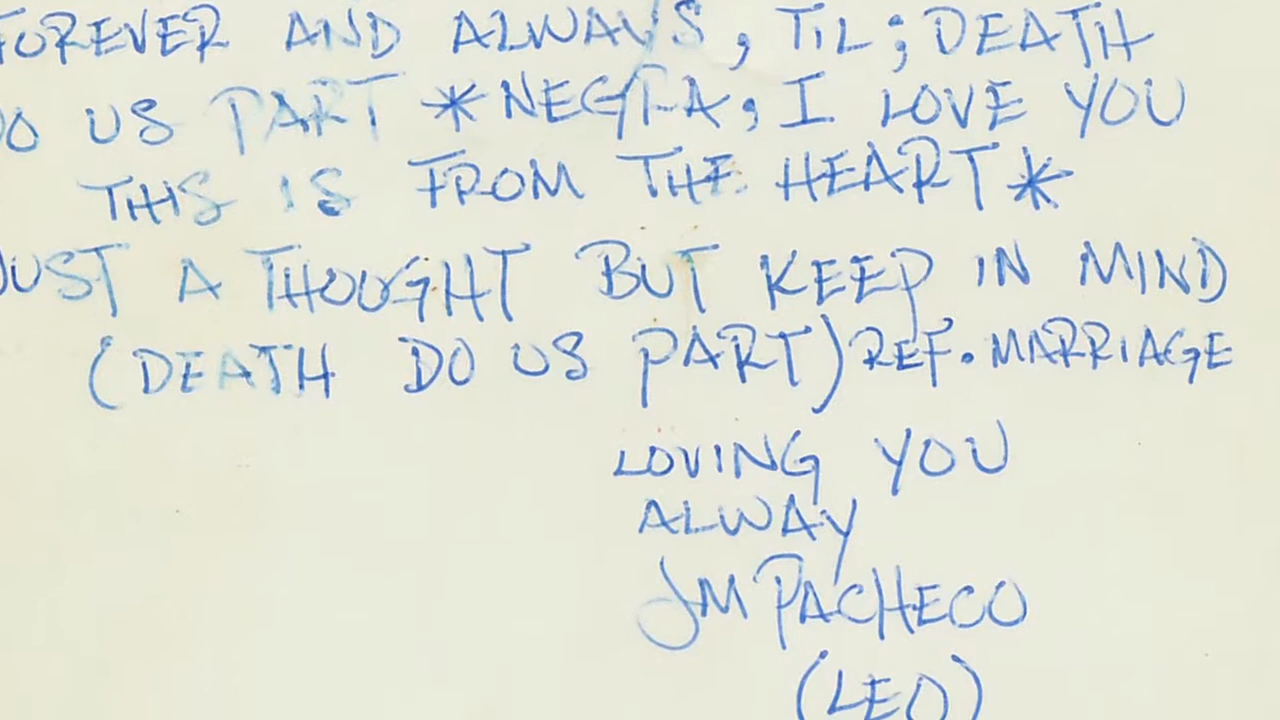 FOREVER AND ALWAYS, TIL; DEATH
DO US PART *NEGRA; I LOVE YOU
THIS IS FROM THE HEART*
JUST A THOUGHT BUT KEEP IN MIND
(DEATH DO US PART) REF. MARRIAGE
LOVING YOU
ALWAY
JM PACHECO
(LEO)